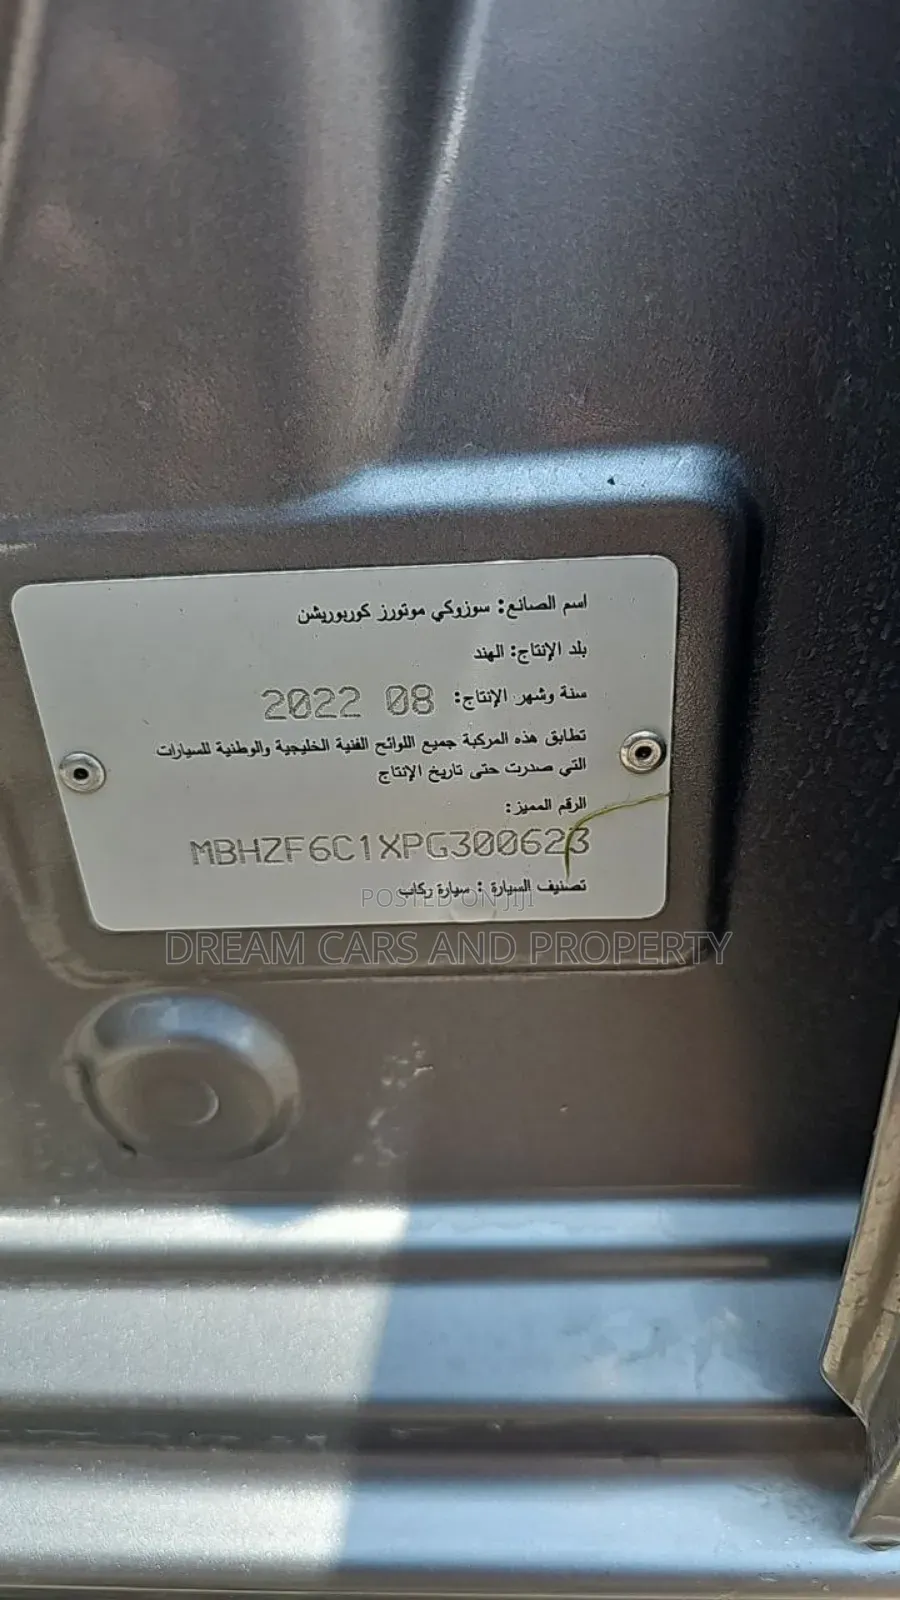 اسم الصانع: سوزوكي موتورز كوربوريشن
بلد الإنتاج: الهند
سنة وشهر الإنتاج: 2022 08
تطابق هذه المركبة جميع اللوائح الفنية الخليجية والوطنية للسيارات
التي صدرت حتى تاريخ الإنتاج
الرقم المميز:
MBHZF6C1XPG300623
تصنيف السيارة : سيارة ركاب
POSTED ON JIJI
DREAM CARS AND PROPERTY